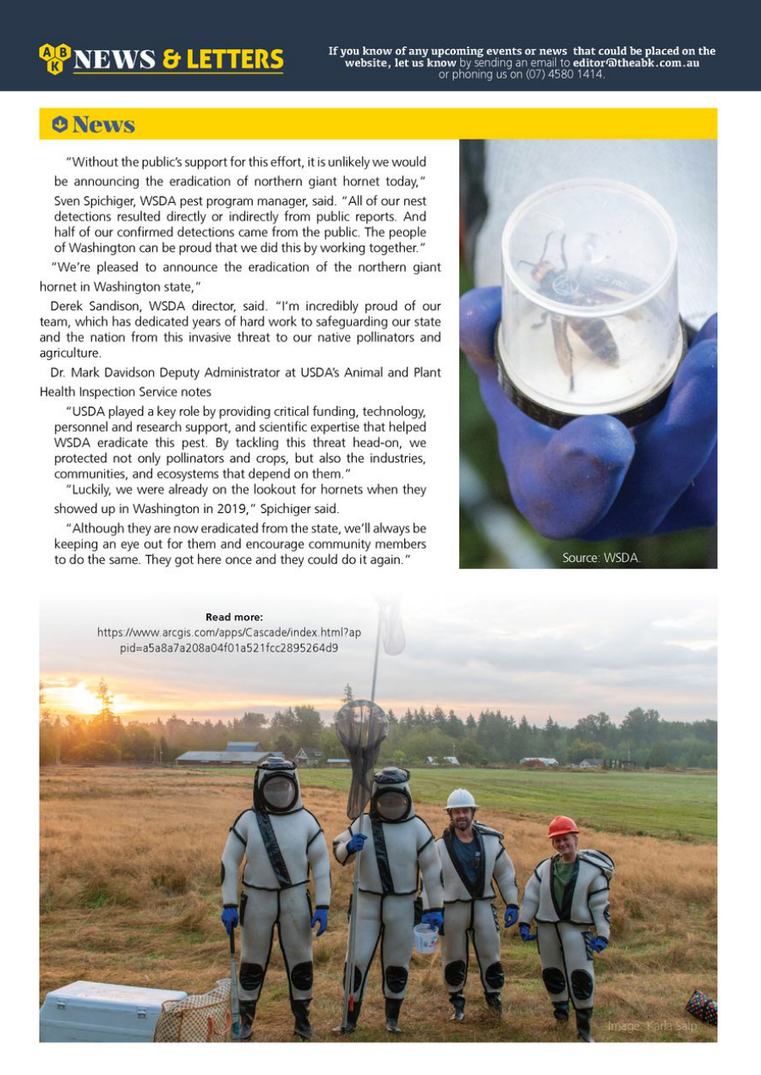 ABK NEWS & LETTERS
If you know of any upcoming events or news that could be placed on the
website, let us know by sending an email to editor@theabk.com.au
or phoning us on (07) 4580 1414.
News
“Without the public’s support for this effort, it is unlikely we would
be announcing the eradication of northern giant hornet today,”
Sven Spichiger, WSDA pest program manager, said. “All of our nest
detections resulted directly or indirectly from public reports. And
half of our confirmed detections came from the public. The people
of Washington can be proud that we did this by working together.”
“We’re pleased to announce the eradication of the northern giant
hornet in Washington state,”
Derek Sandison, WSDA director, said. “I’m incredibly proud of our
team, which has dedicated years of hard work to safeguarding our state
and the nation from this invasive threat to our native pollinators and
agriculture.
Dr. Mark Davidson Deputy Administrator at USDA’s Animal and Plant
Health Inspection Service notes
“USDA played a key role by providing critical funding, technology,
personnel and research support, and scientific expertise that helped
WSDA eradicate this pest. By tackling this threat head-on, we
protected not only pollinators and crops, but also the industries,
communities, and ecosystems that depend on them.”
“Luckily, we were already on the lookout for hornets when they
showed up in Washington in 2019,” Spichiger said.
“Although they are now eradicated from the state, we’ll always be
keeping an eye out for them and encourage community members
to do the same. They got here once and they could do it again.”
Source: WSDA.
Read more:
https://www.arcgis.com/apps/Cascade/index.html?ap
pid=a5a8a7a208a04f01a521fcc2895264d9
Image: Karla Salp